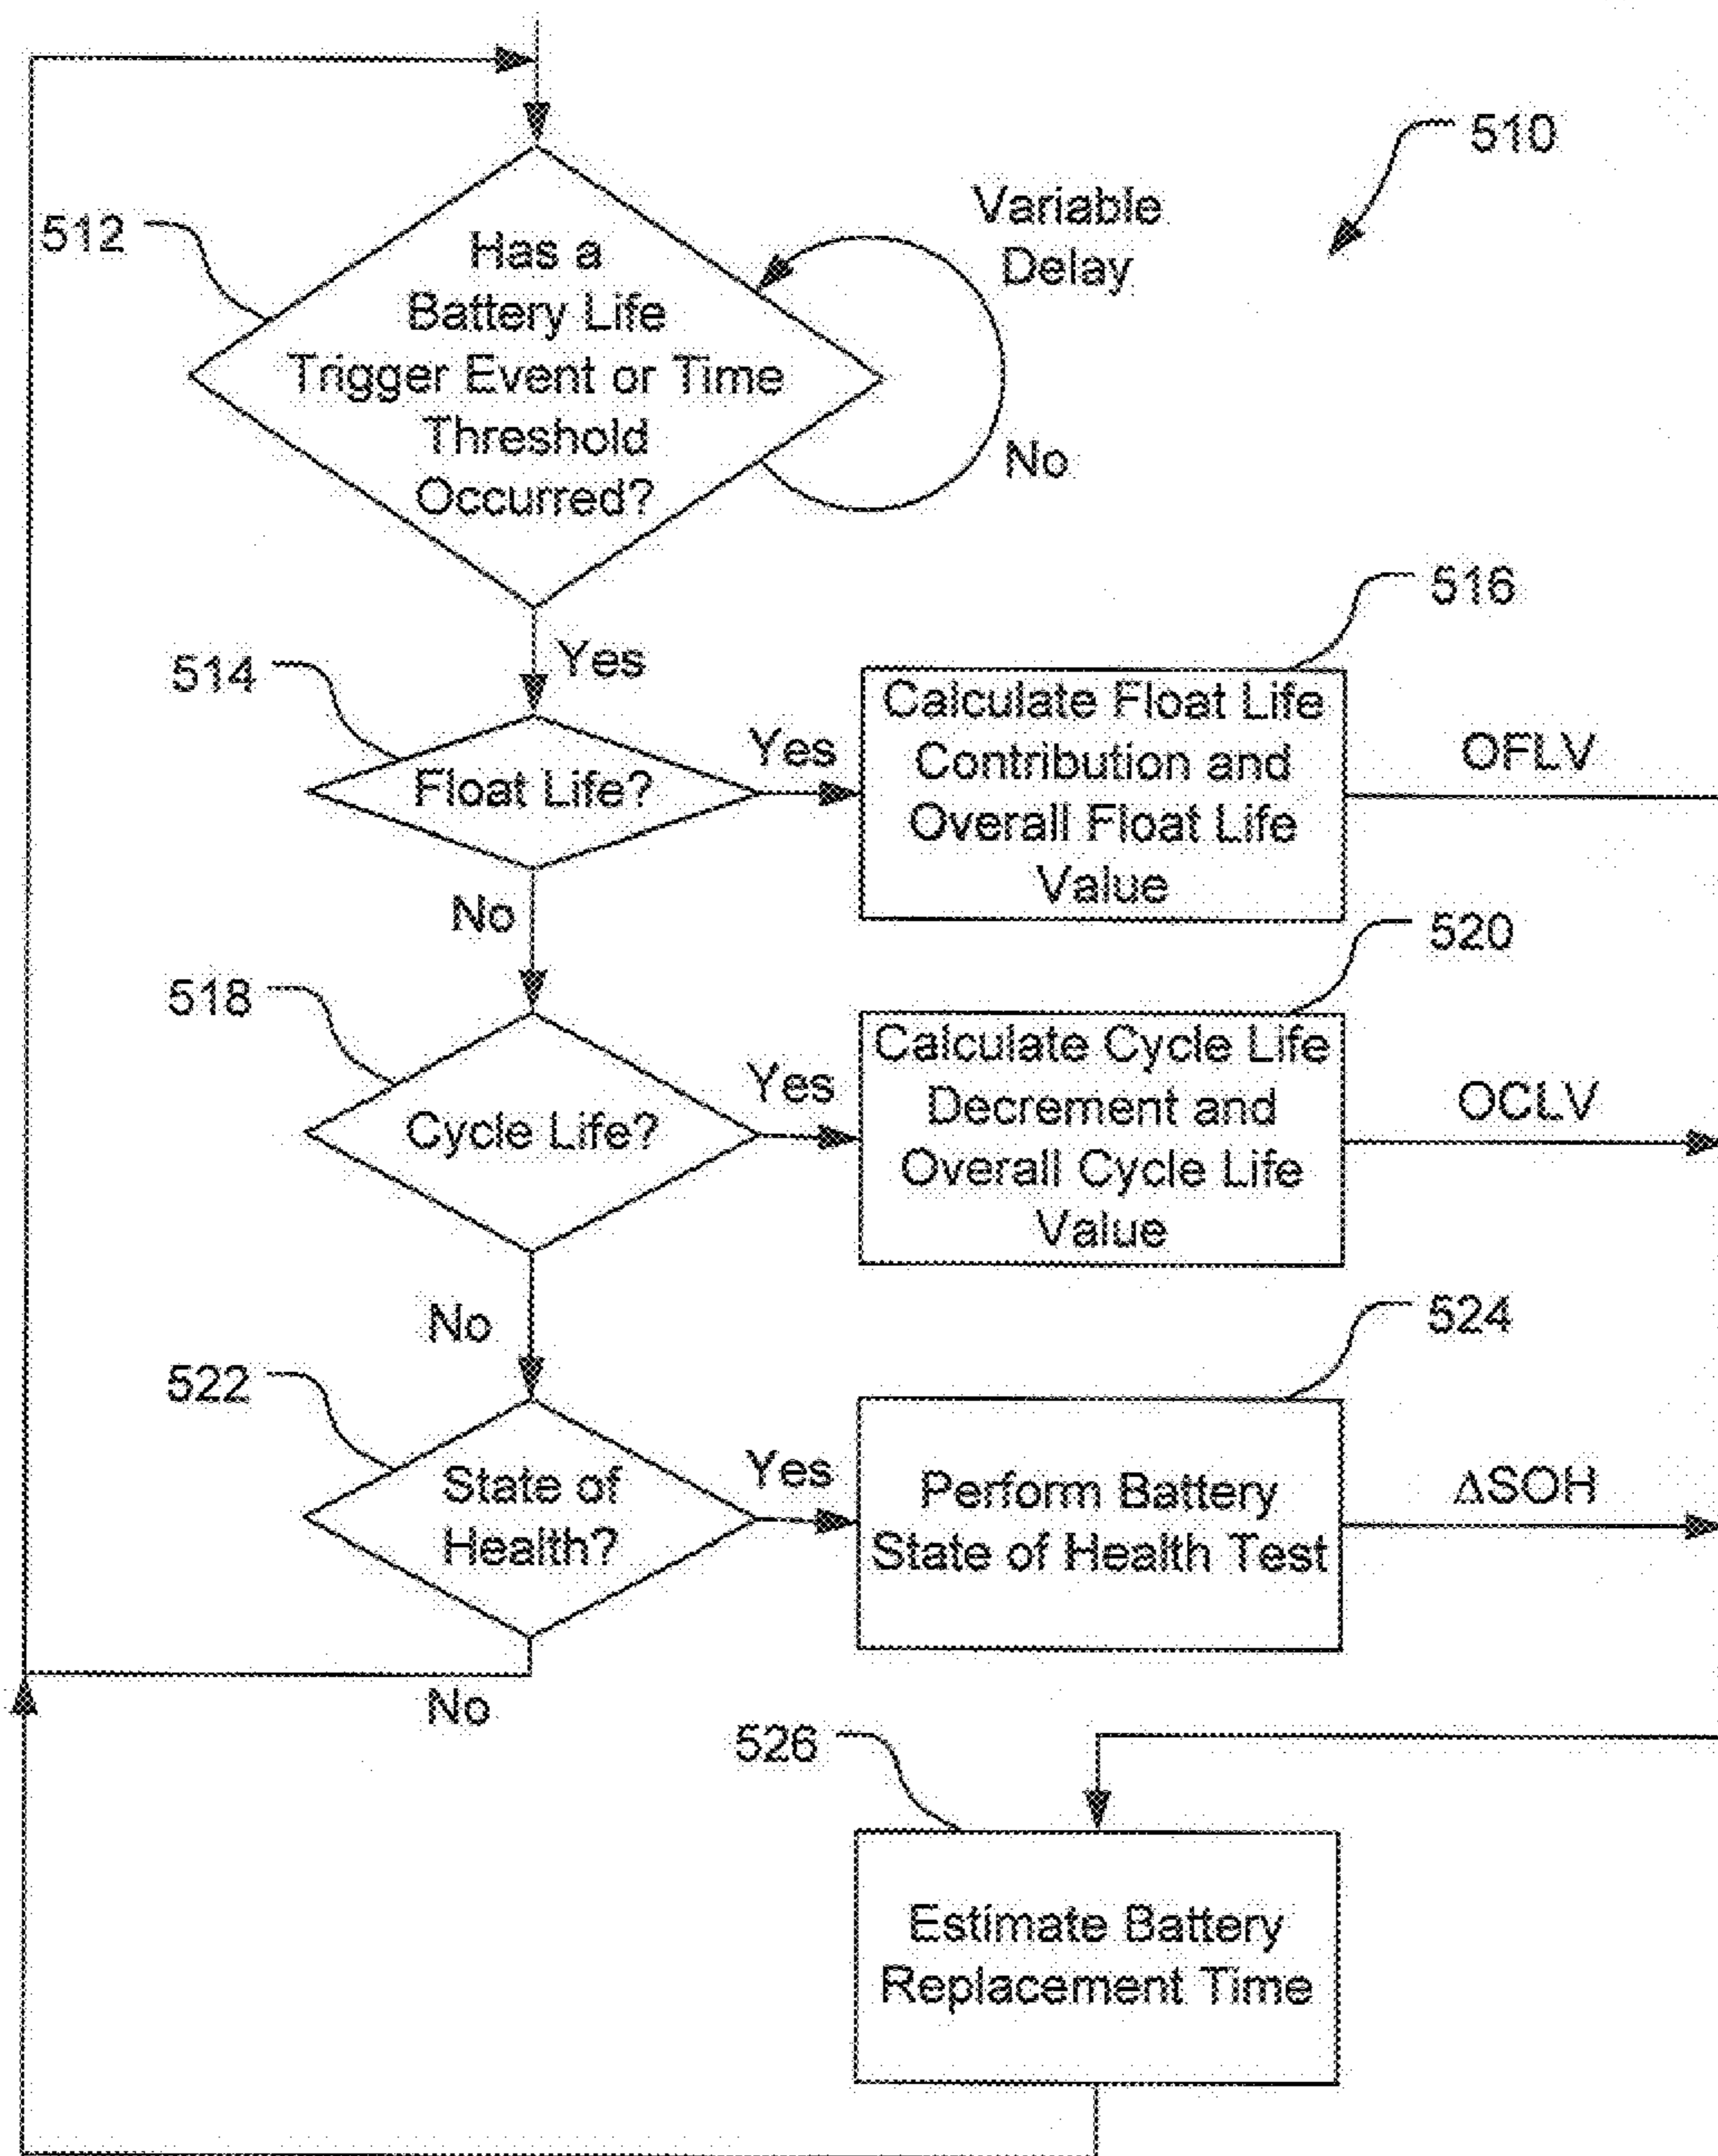 510
Variable
Delay
512
Has a
Battery Life
Trigger Event or Time
Threshold
Occurred?
No
Yes
516
514
Float Life?
Yes
Calculate Float Life
Contribution and
Overall Float Life
Value
OFLV
No
520
518
Cycle Life?
Yes
Calculate Cycle Life
Decrement and
Overall Cycle Life
Value
OCLV
No
524
522
State of
Health?
Yes
Perform Battery
State of Health Test
ΔSOH
No
526
Estimate Battery
Replacement Time